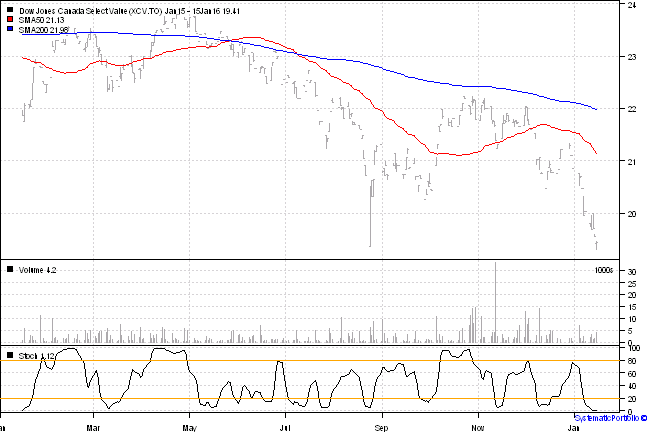 Dow Jones Canada Select Value (XCV.TO) Jan15 - 15Jan16 19.41
SMA50 21.13
SMA200 21.98
24
23
22
21
20
Volume 4.2
1000s
30
25
20
15
10
5
0
Stoch 1.12
100
80
60
40
20
0
Mar
May
Jul
Sep
Nov
Jan
SystematicPortfolio ©